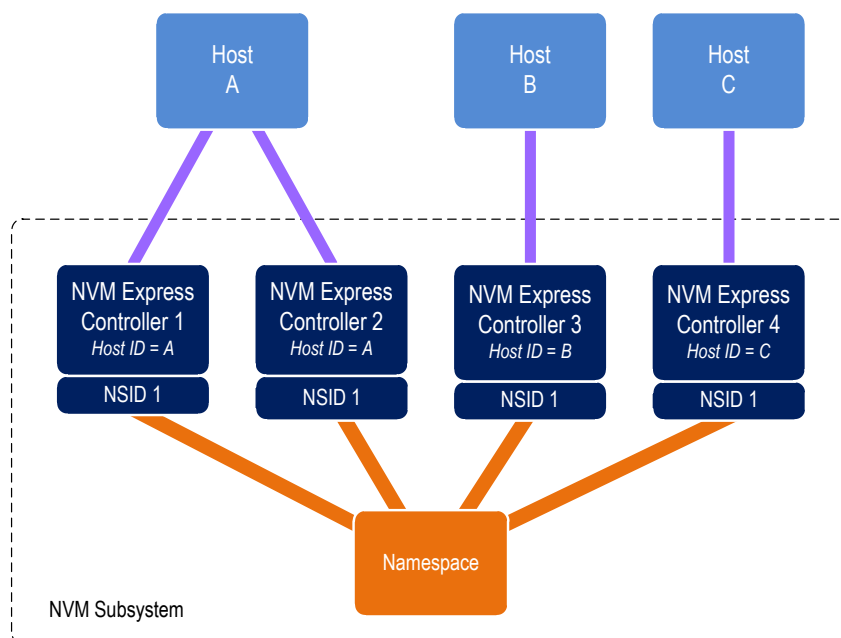 Host
A
Host
B
Host
C
NVM Express
Controller 1
Host ID = A
NVM Express
Controller 2
Host ID = A
NVM Express
Controller 3
Host ID = B
NVM Express
Controller 4
Host ID = C
NSID 1
NSID 1
NSID 1
NSID 1
Namespace
NVM Subsystem